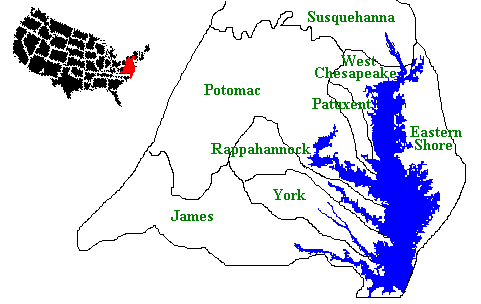 Susquehanna
West
Chesapeake
Potomac
Patuxent
Eastern
Shore
Rappahannock
York
James